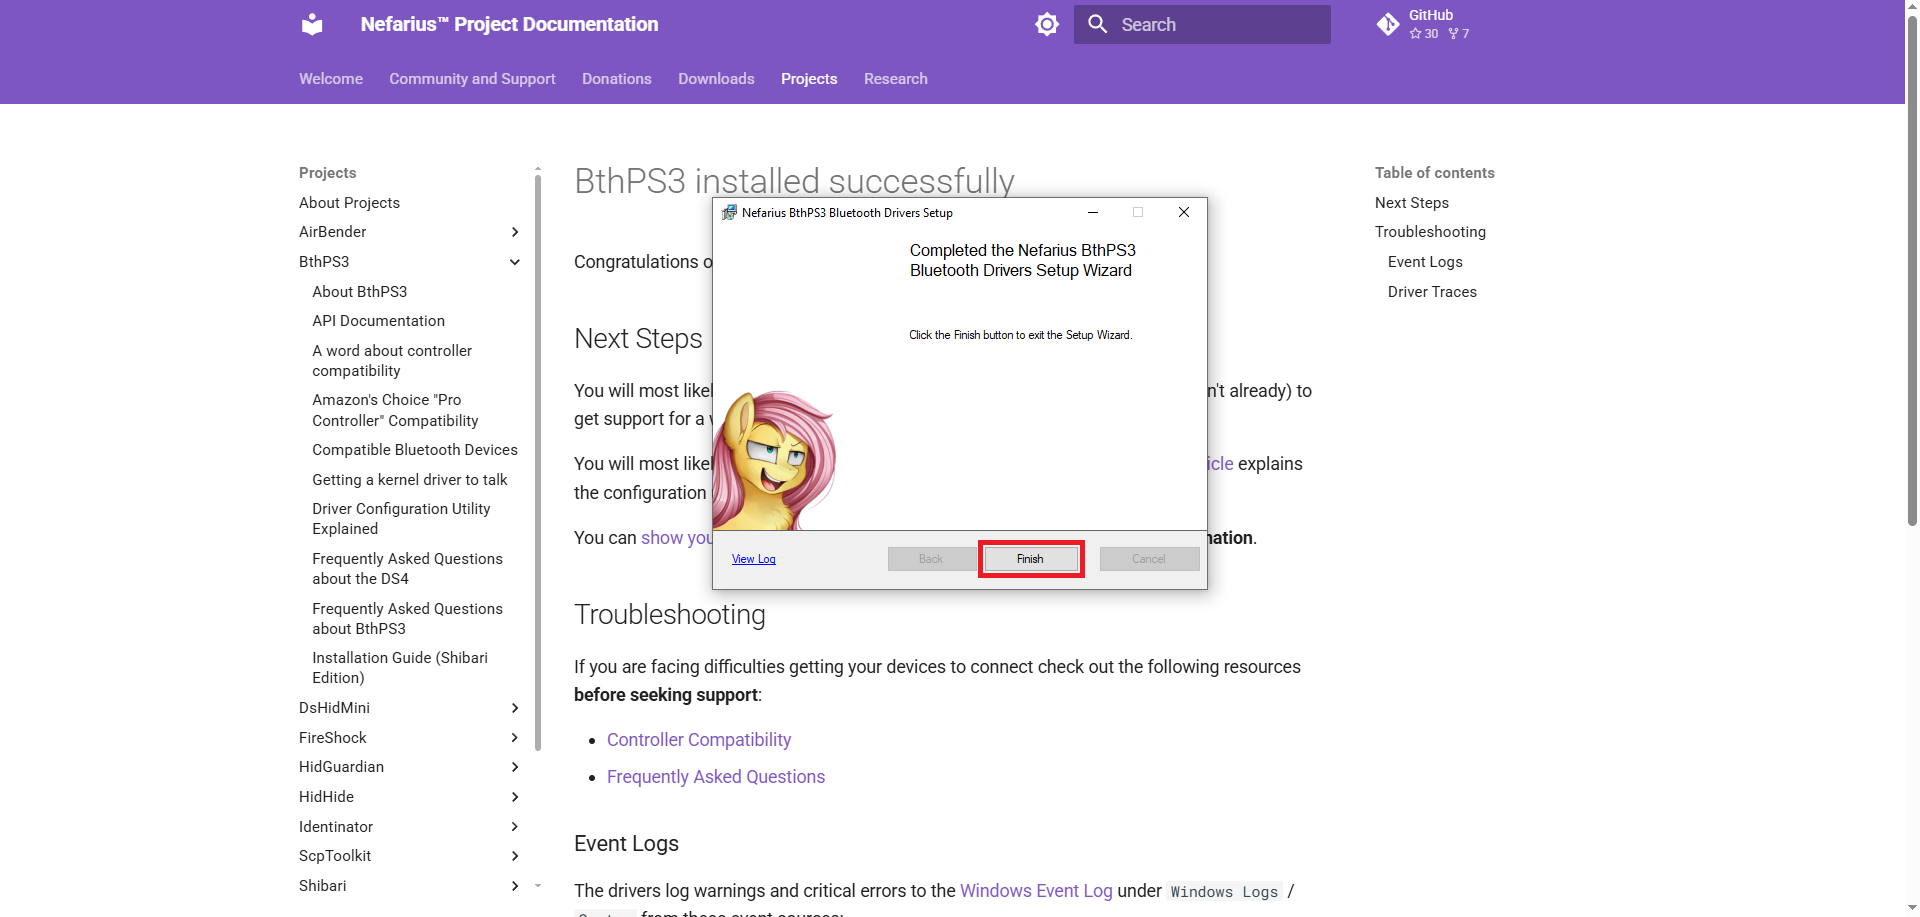 Nefarius™ Project Documentation
Search
GitHub
30 7
Welcome Community and Support Donations Downloads Projects Research
Projects
About Projects
AirBender
BthPS3
About BthPS3
API Documentation
A word about controller
compatibility
Amazon's Choice "Pro
Controller" Compatibility
Compatible Bluetooth Devices
Getting a kernel driver to talk
Driver Configuration Utility
Explained
Frequently Asked Questions
about the DS4
Frequently Asked Questions
about BthPS3
Installation Guide (Shibari
Edition)
DsHidMini
FireShock
HidGuardian
HidHide
Identinator
ScpToolkit
Shibari
BthPS3 installed successfully
Congratulations o
Next Steps
You will most likel n't already) to
get support for a w
You will most likel icle explains
the configuration
You can show you nation.
Nefarius BthPS3 Bluetooth Drivers Setup
Completed the Nefarius BthPS3
Bluetooth Drivers Setup Wizard
Click the Finish button to exit the Setup Wizard.
View Log
Back Finish Cancel
Troubleshooting
If you are facing difficulties getting your devices to connect check out the following resources
before seeking support:
Controller Compatibility
Frequently Asked Questions
Event Logs
The drivers log warnings and critical errors to the Windows Event Log under Windows Logs /
from these event sources:
Table of contents
Next Steps
Troubleshooting
Event Logs
Driver Traces